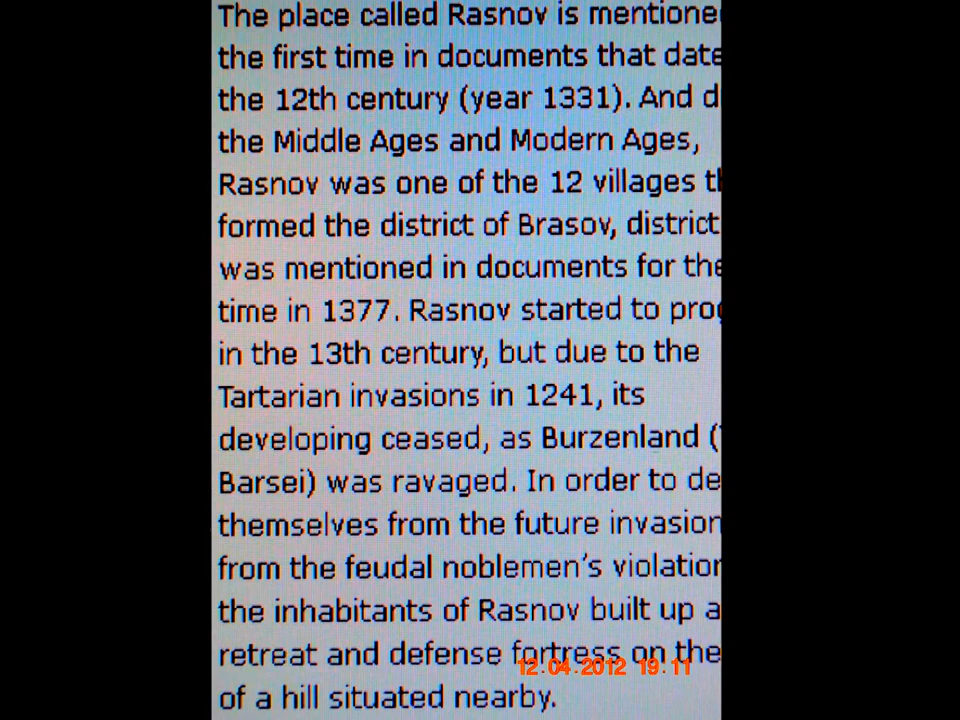 The place called Rasnov is mentione
the first time in documents that date
the 12th century (year 1331). And d
the Middle Ages and Modern Ages,
Rasnov was one of the 12 villages t
formed the district of Brasov, district
was mentioned in documents for the
time in 1377. Rasnov started to prog
in the 13th century, but due to the
Tartarian invasions in 1241, its
developing ceased, as Burzenland (
Barsei) was ravaged. In order to de
themselves from the future invasion
from the feudal noblemen's violation
the inhabitants of Rasnov built up a
retreat and defense fortress on the
of a hill situated nearby.
12.04.2012 19:11